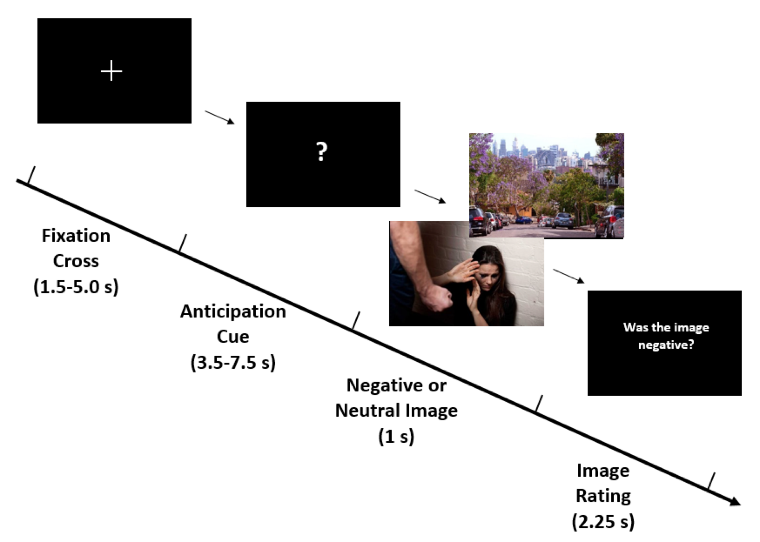 ?
Fixation
Cross
(1.5-5.0 s)
Anticipation
Cue
(3.5-7.5 s)
Negative or
Neutral Image
(1 s)
Was the image
negative?
Image
Rating
(2.25 s)